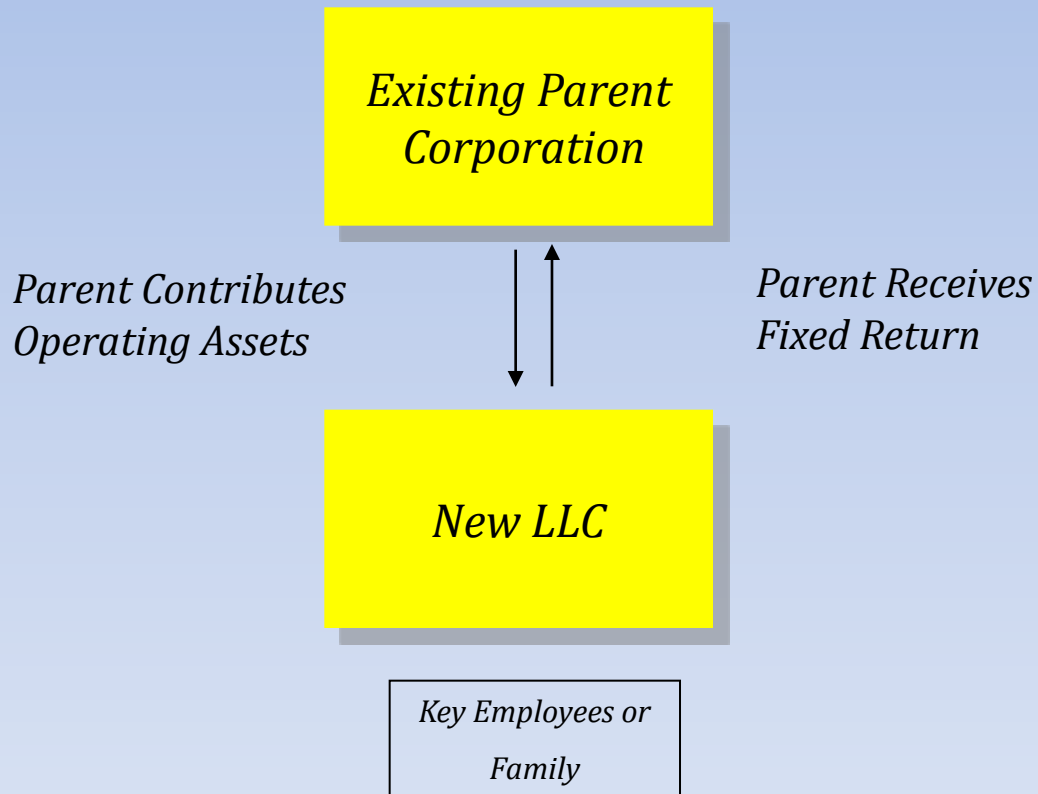 Existing Parent
Corporation
Parent Contributes
Operating Assets
Parent Receives
Fixed Return
New LLC
Key Employees or
Family